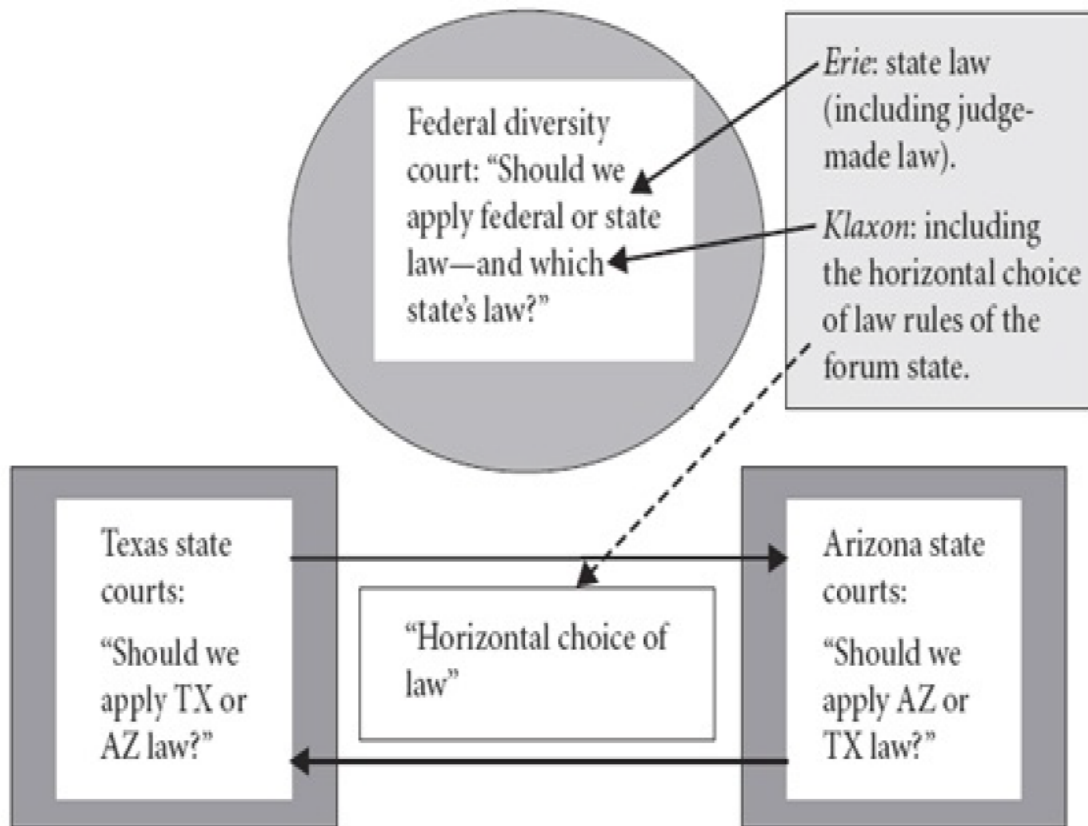 Federal diversity
court: “Should we
apply federal or state
law—and which
state’s law?”
Erie: state law
(including judge-
made law).
Klaxon: including
the horizontal choice
of law rules of the
forum state.
Texas state
courts:
“Should we
apply TX or
AZ law?”
“Horizontal choice of
law”
Arizona state
courts:
“Should we
apply AZ or
TX law?”